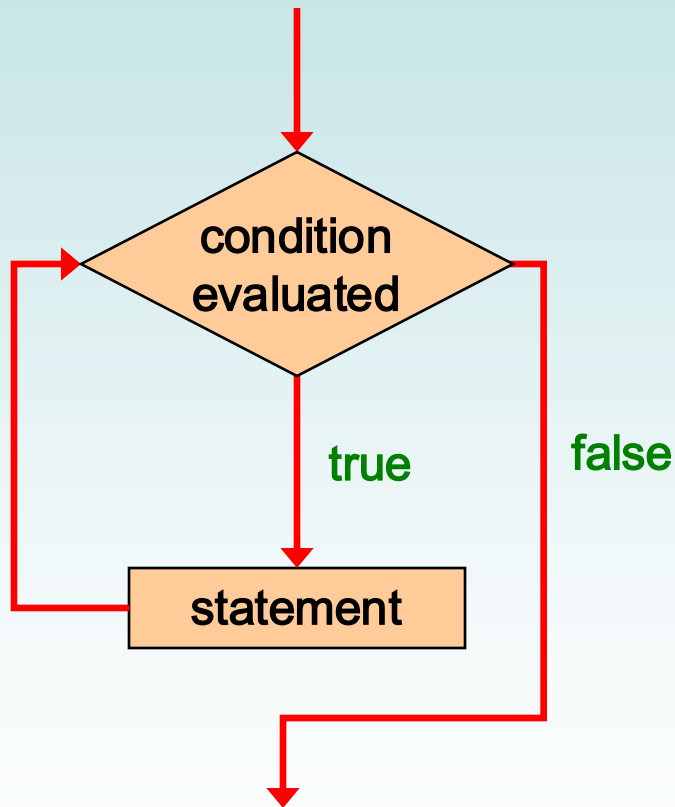 condition
evaluated
true
false
statement